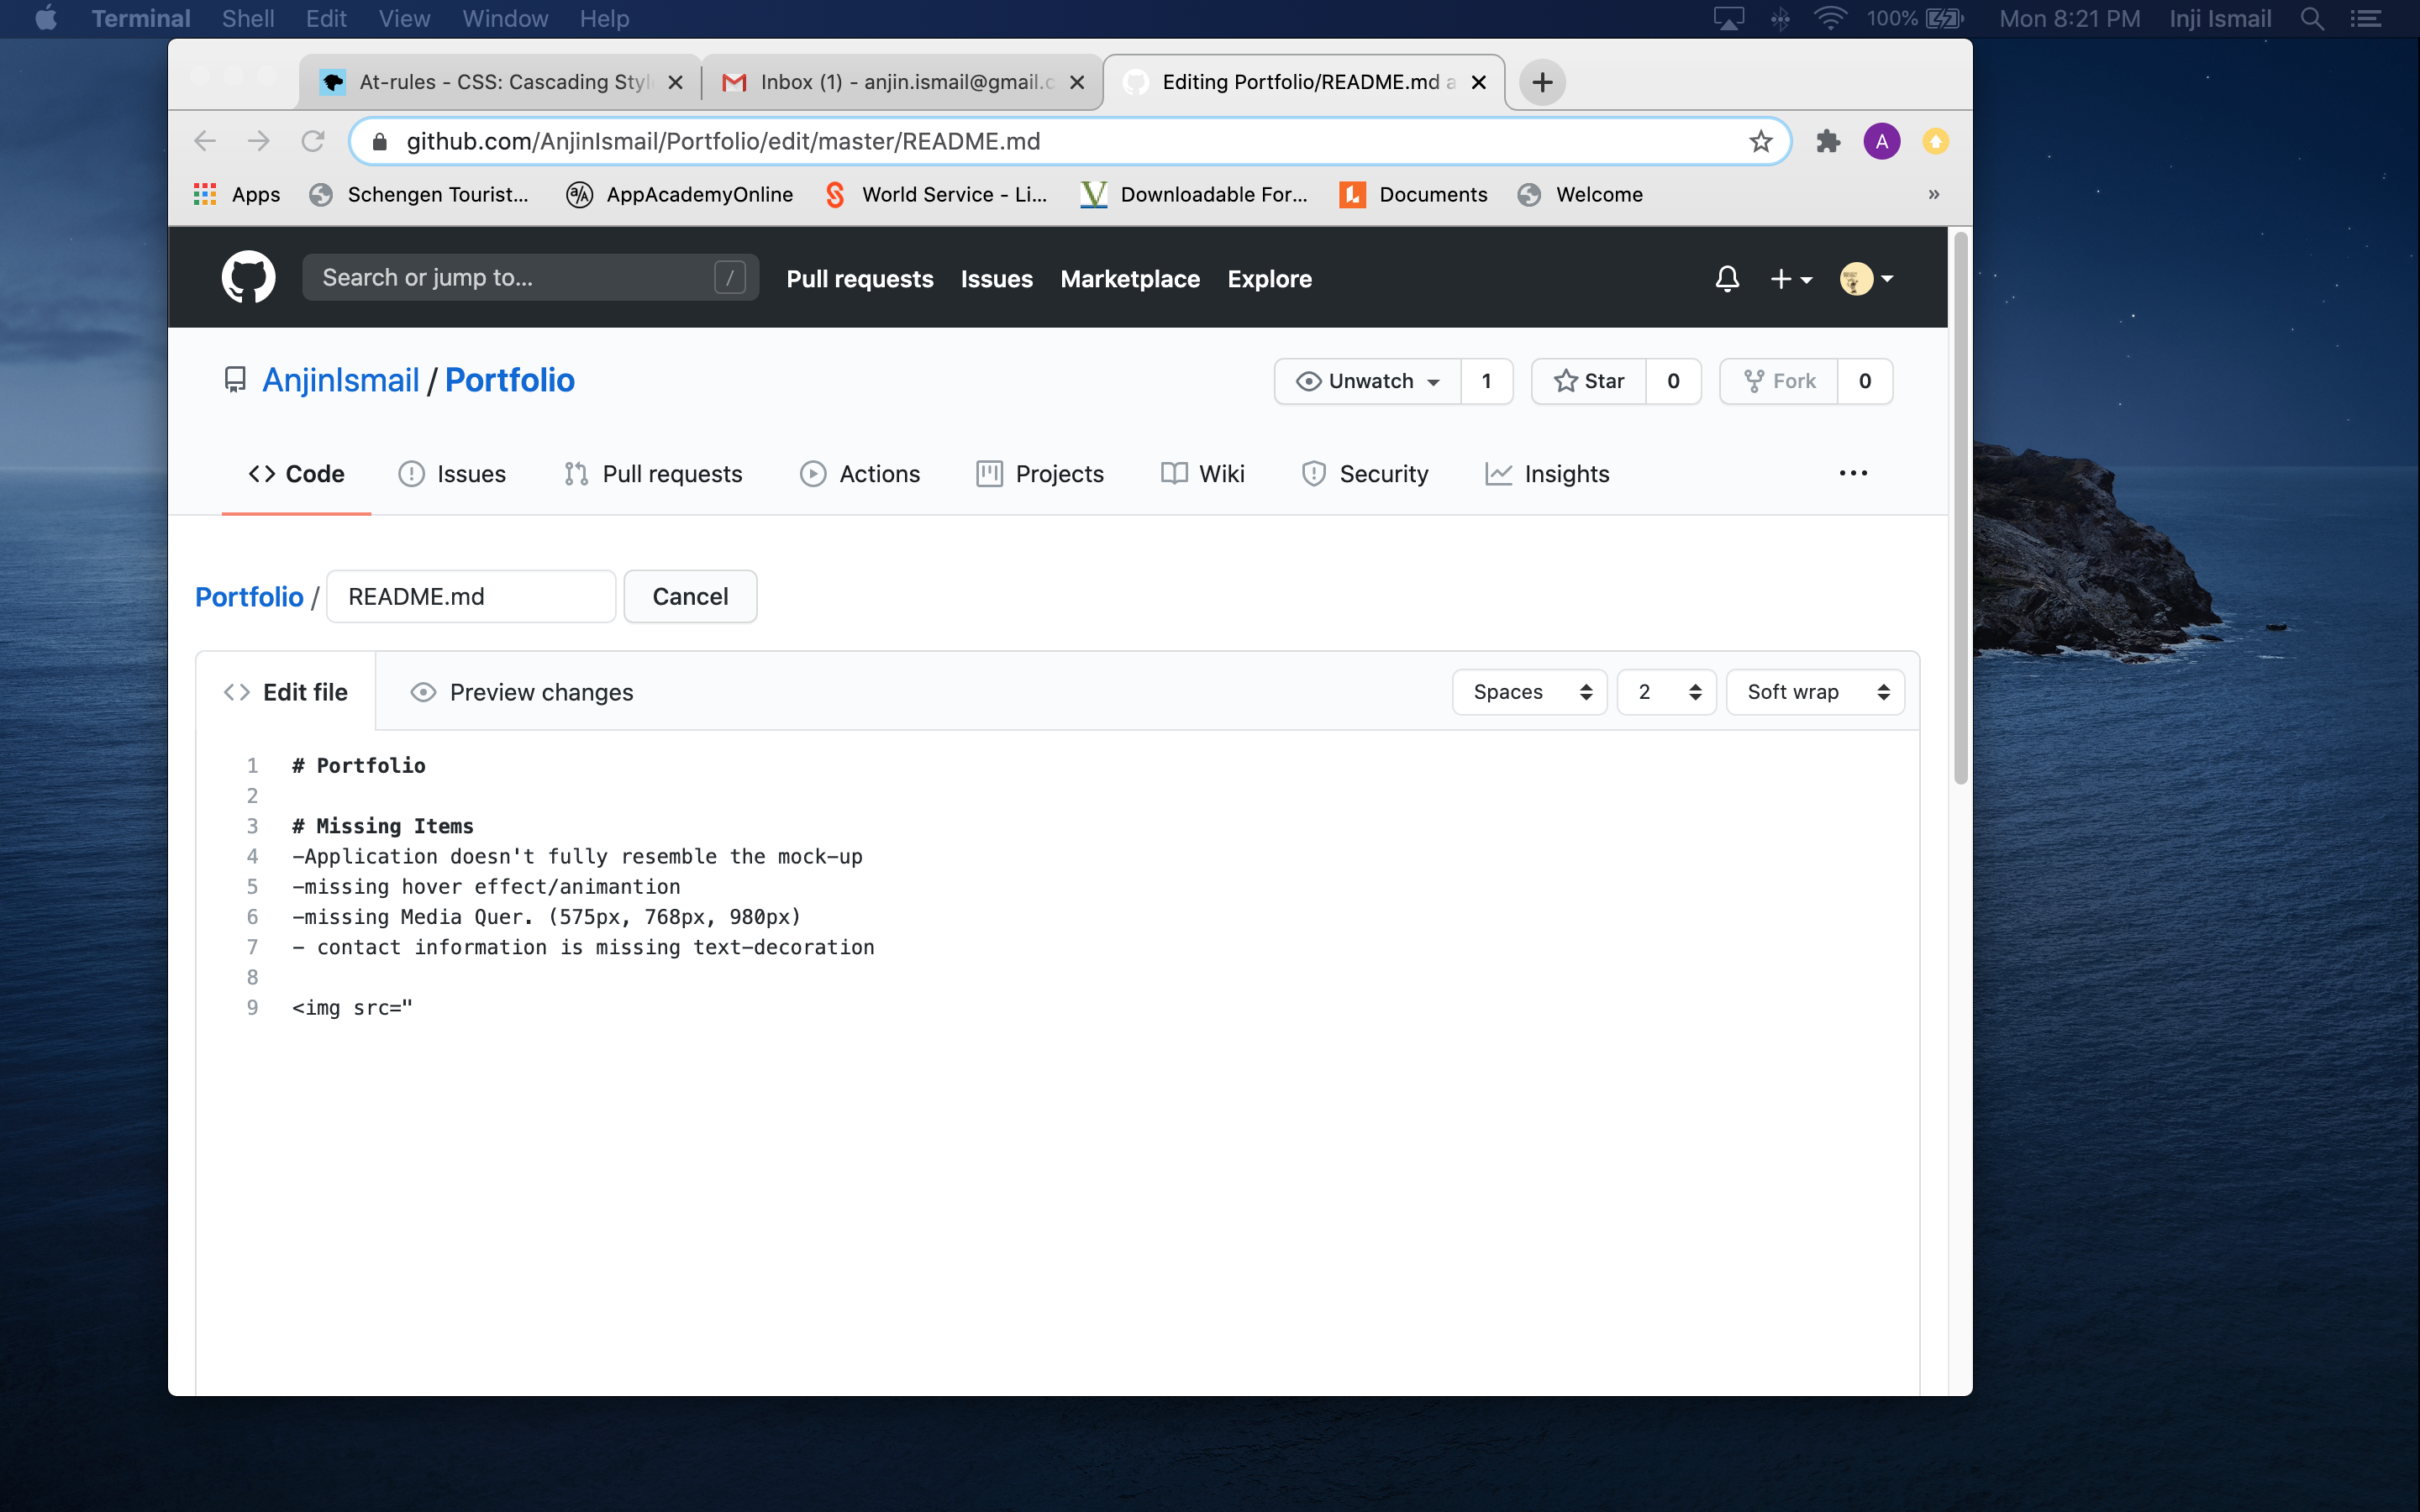 Terminal Shell Edit View Window Help 100% Mon 8:21 PM Inji Ismail
At-rules - CSS: Cascading Styl Inbox (1) - anjin.ismail@gmail.c Editing Portfolio/README.md a
github.com/AnjinIsmail/Portfolio/edit/master/README.md A
Apps Schengen Tourist... AppAcademyOnline World Service - Li... Downloadable For... Documents Welcome »
Search or jump to... / Pull requests Issues Marketplace Explore
AnjinIsmail / Portfolio Unwatch 1 Star 0 Fork 0
Code Issues Pull requests Actions Projects Wiki Security Insights
Portfolio / README.md Cancel
Edit file Preview changes Spaces 2 Soft wrap
1 # Portfolio
2
3 # Missing Items
4 -Application doesn't fully resemble the mock-up
5 -missing hover effect/animantion
6 -missing Media Quer. (575px, 768px, 980px)
7 - contact information is missing text-decoration
8
9 <img src="